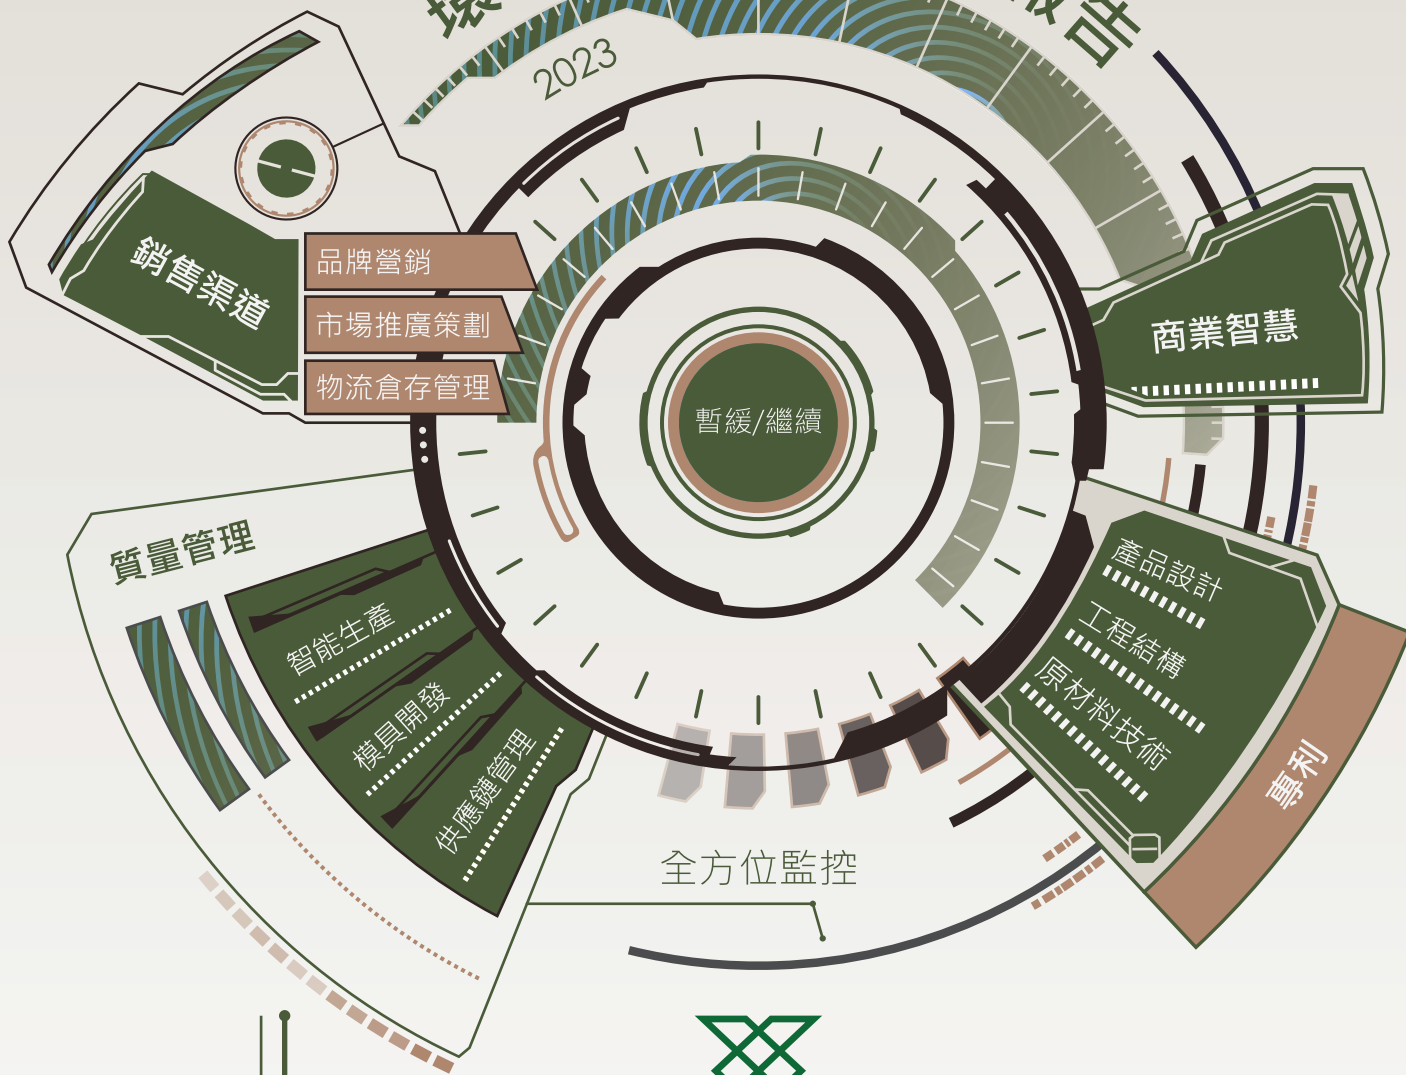 2023
銷售渠道
品牌營銷
市場推廣策劃
物流倉存管理
商業智慧
暫緩/繼續
質量管理
智能生產
模具開發
供應鏈管理
產品設計
工程結構
原材料技術
專利
全方位監控
告